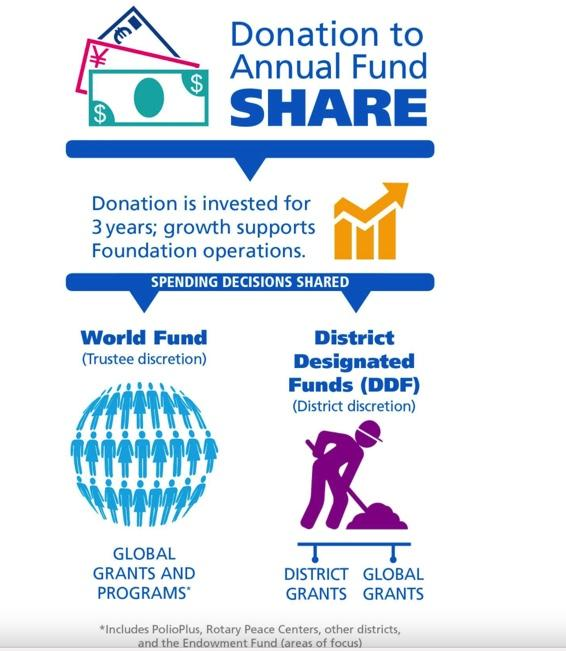 €
¥
$
$
Donation to
Annual Fund
SHARE
Donation is invested for
3 years; growth supports
Foundation operations.
SPENDING DECISIONS SHARED
World Fund
(Trustee discretion)
District
Designated
Funds (DDF)
(District discretion)
GLOBAL
GRANTS AND
PROGRAMS*
DISTRICT GLOBAL
GRANTS GRANTS
*Includes PolioPlus, Rotary Peace Centers, other districts,
and the Endowment Fund (areas of focus)